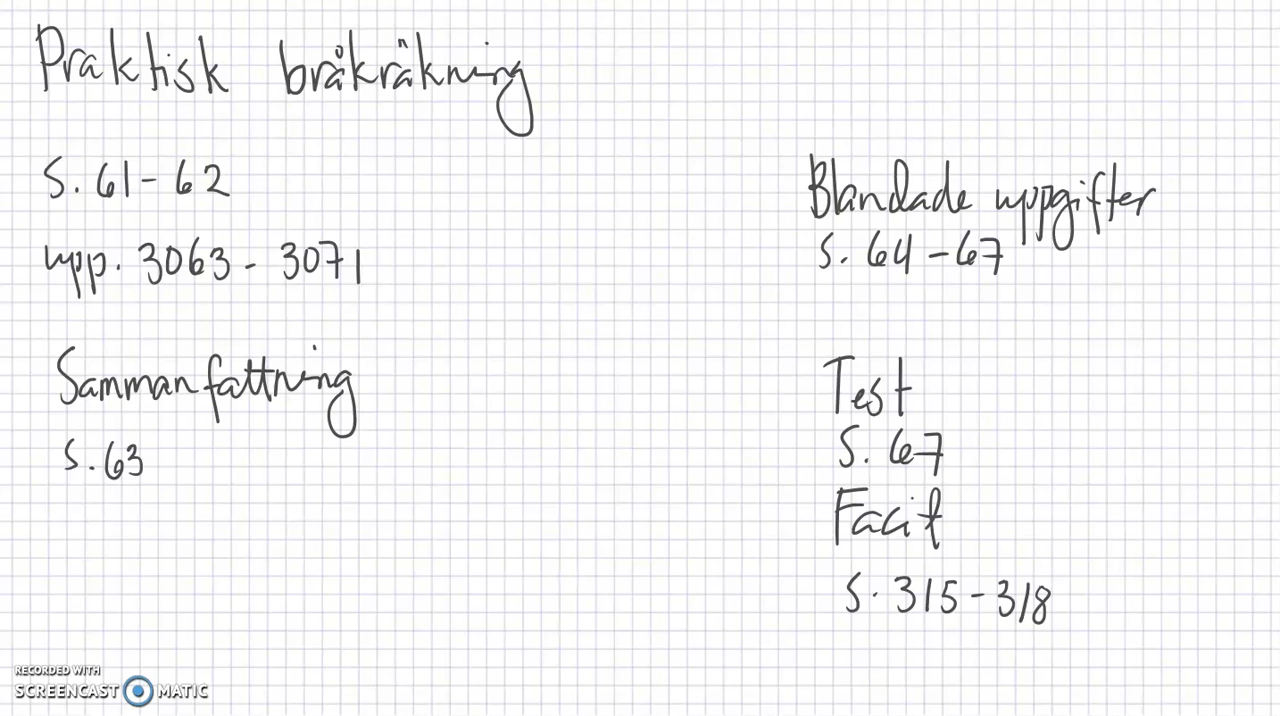 Praktisk bråkräkning
S. 61-62
upp. 3063 - 3071
Sammanfattning
S. 63
Blandade uppgifter
S. 64-67
Test
S. 67
Facit
S. 315-318
RECORDED WITH
SCREENCAST MATIC